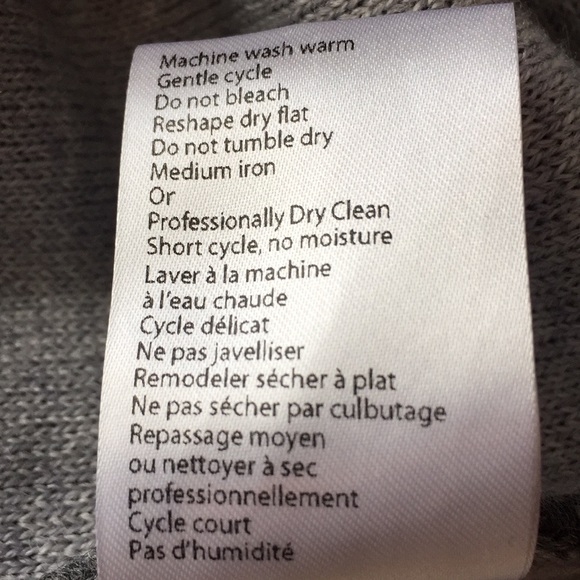 Machine wash warm
Gentle cycle
Do not bleach
Reshape dry flat
Do not tumble dry
Medium iron
Or
Professionally Dry Clean
Short cycle, no moisture
Laver à la machine
à l'eau chaude
Cycle délicat
Ne pas javelliser
Remodeler sécher à plat
Ne pas sécher par culbutage
Repassage moyen
ou nettoyer à sec
professionnellement
Cycle court
Pas d'humidité